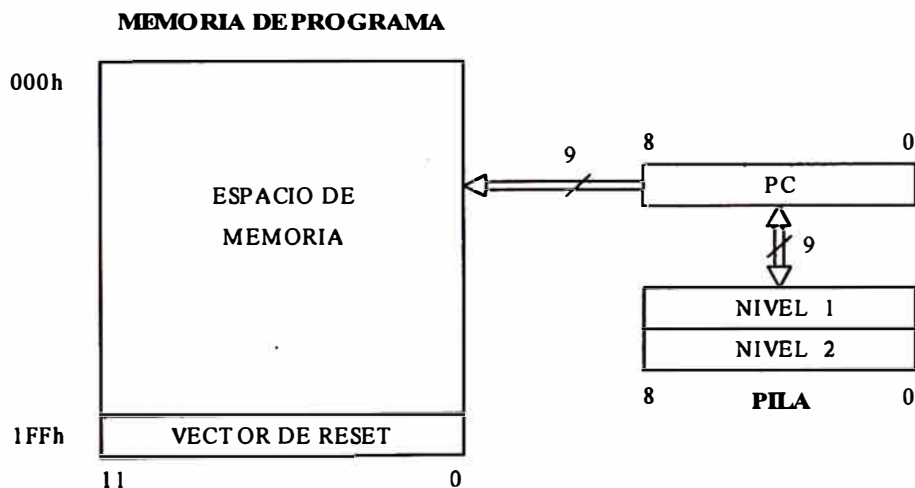 MEMORIA DE PROGRAMA
000h
ESPACIO DE
MEMORIA
1FFh
VECTOR DE RESET
11 0
9
8 0
PC
9
NIVEL 1
NIVEL 2
8 PILA 0